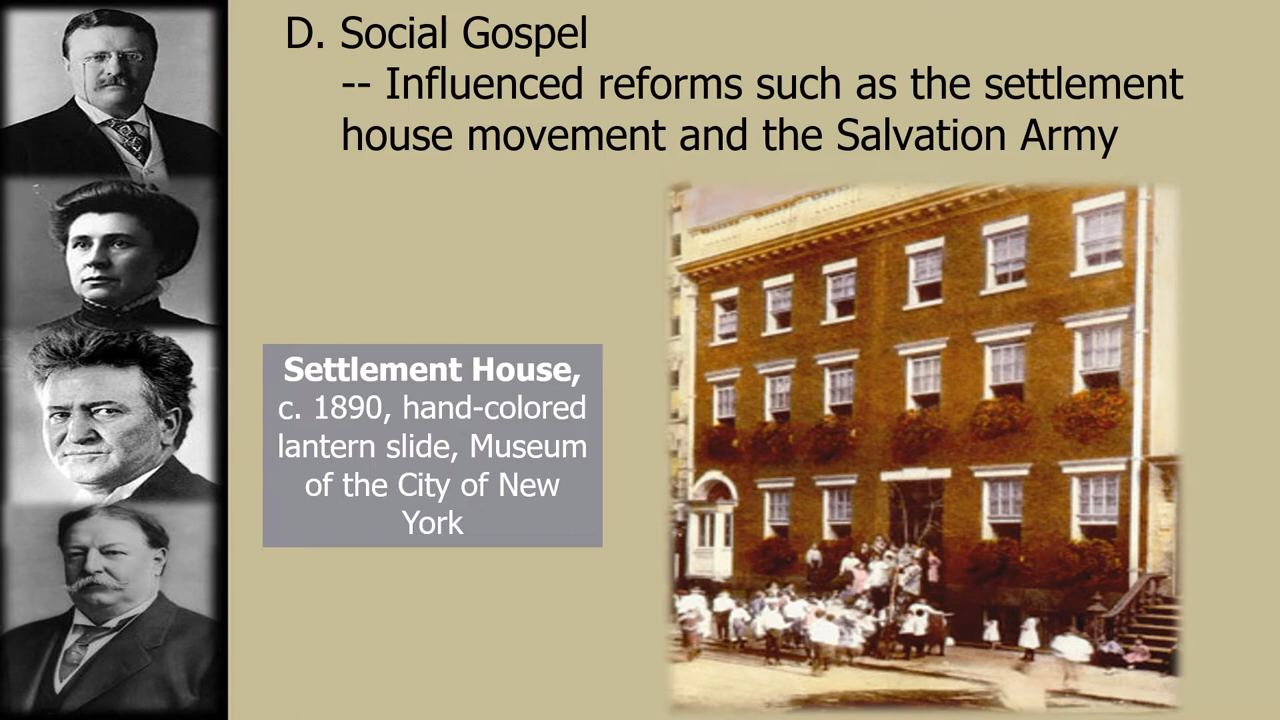 D. Social Gospel
-- Influenced reforms such as the settlement
house movement and the Salvation Army
Settlement House,
c. 1890, hand-colored
lantern slide, Museum
of the City of New
York